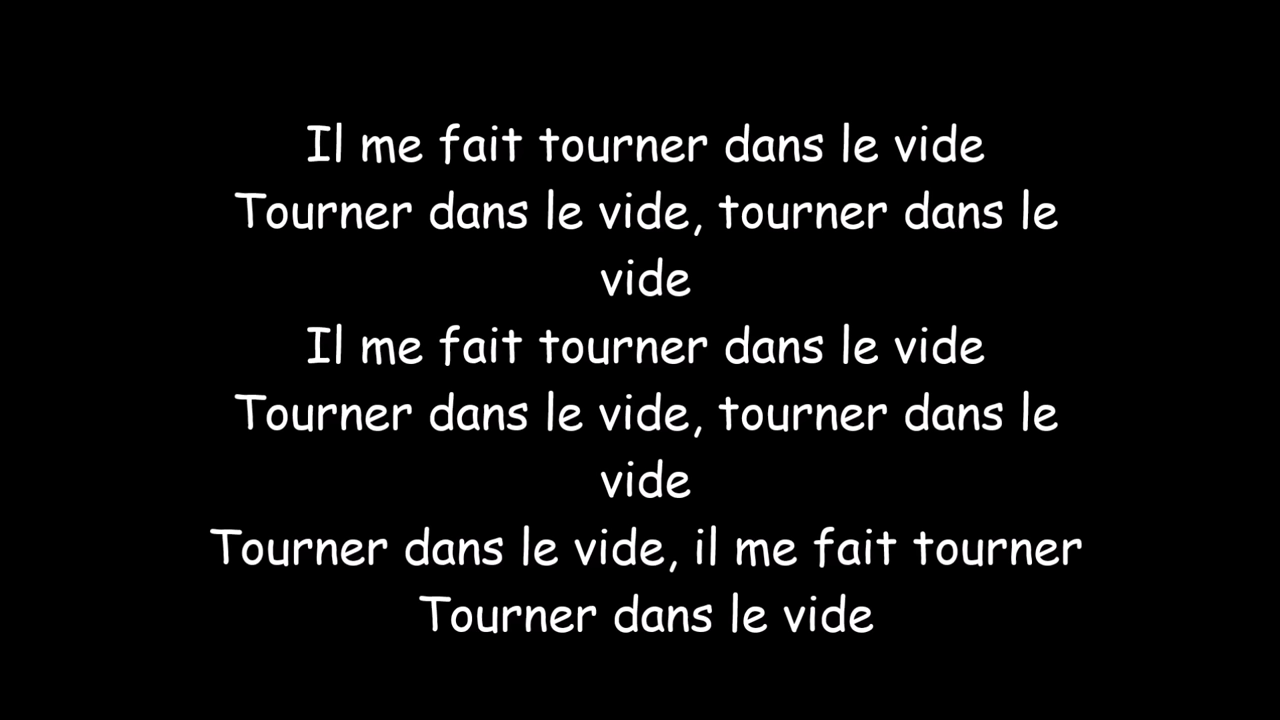 Il me fait tourner dans le vide
Tourner dans le vide, tourner dans le
vide
Il me fait tourner dans le vide
Tourner dans le vide, tourner dans le
vide
Tourner dans le vide, il me fait tourner
Tourner dans le vide